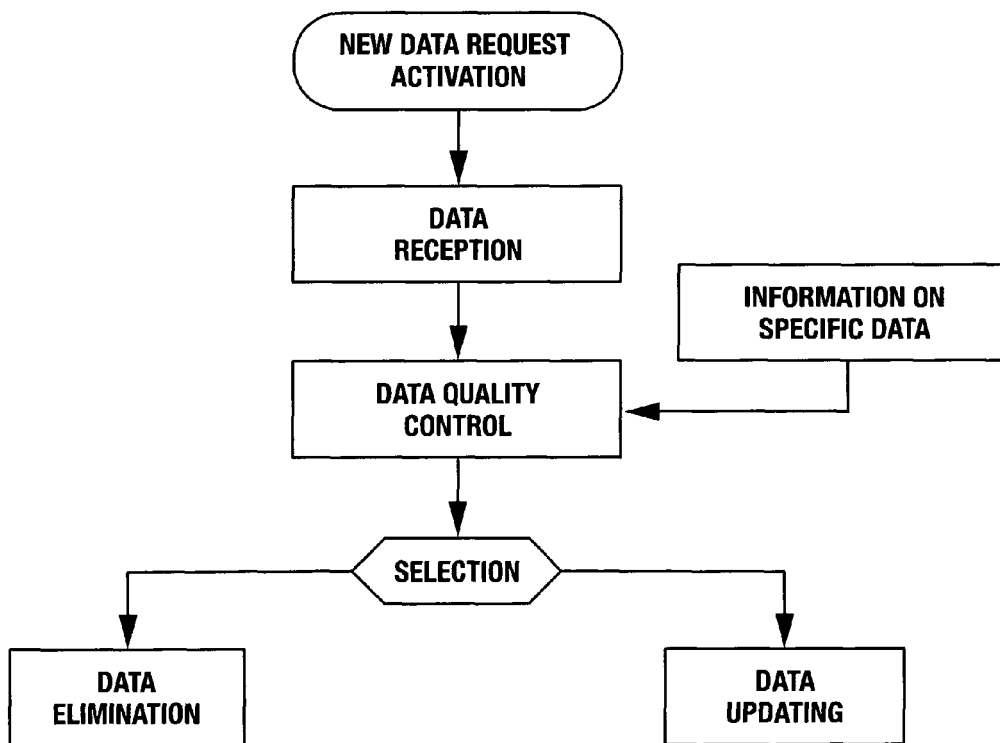 NEW DATA REQUEST
ACTIVATION
DATA
RECEPTION
INFORMATION ON
SPECIFIC DATA
DATA QUALITY
CONTROL
SELECTION
DATA
ELIMINATION
DATA
UPDATING